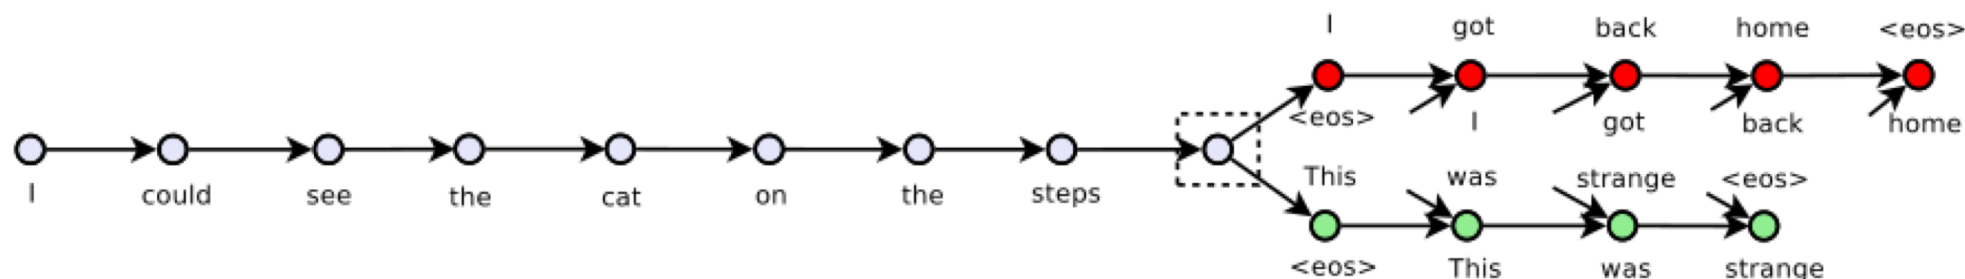 I got back home <eos>
<eos> I got back home
I could see the cat on the steps
This was strange <eos>
<eos> This was strange